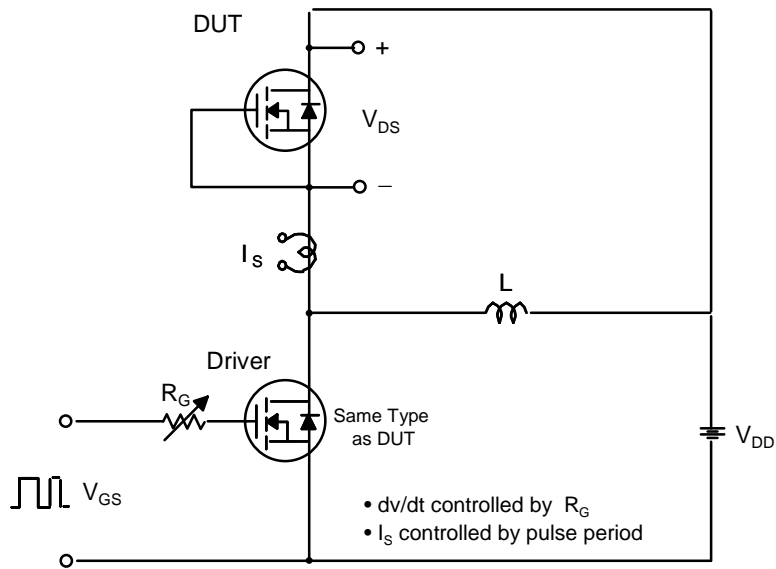 DUT
+
V_DS
−
I_S
L
Driver
R_G
Same Type
as DUT
V_DD
V_GS
• dv/dt controlled by R_G
• I_S controlled by pulse period